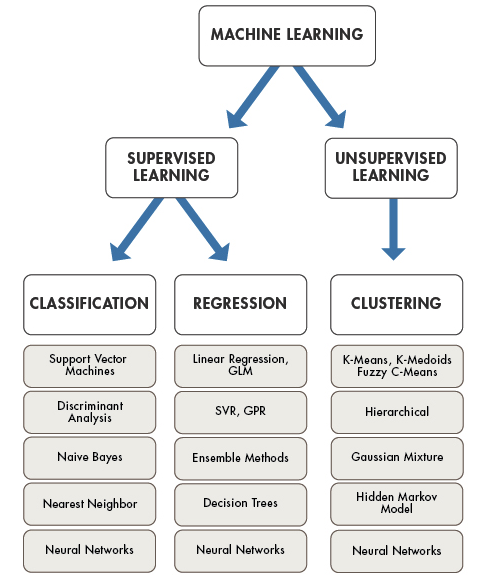 MACHINE LEARNING
SUPERVISED
LEARNING
UNSUPERVISED
LEARNING
CLASSIFICATION
Support Vector
Machines
Discriminant
Analysis
Naive Bayes
Nearest Neighbor
Neural Networks
REGRESSION
Linear Regression,
GLM
SVR, GPR
Ensemble Methods
Decision Trees
Neural Networks
CLUSTERING
K-Means, K-Medoids
Fuzzy C-Means
Hierarchical
Gaussian Mixture
Hidden Markov
Model
Neural Networks